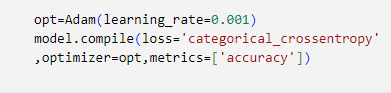 opt=Adam(learning_rate=0.001)
model.compile(loss='categorical_crossentropy'
,optimizer=opt,metrics=['accuracy'])